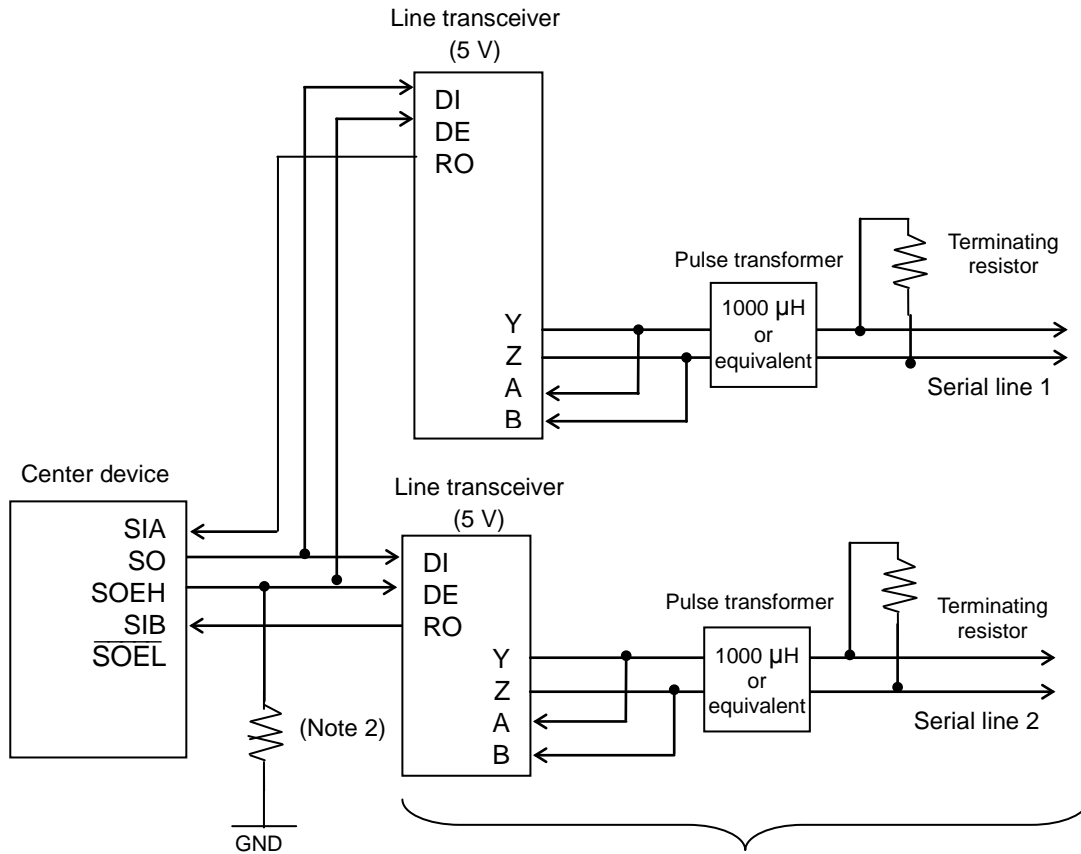 Line transceiver
(5 V)
DI
DE
RO
Y
Z
A
B
Pulse transformer
1000 µH
or
equivalent
Terminating
resistor
Serial line 1
Center device
SIA
SO
SOEH
SIB
SOEL
(Note 2)
GND
Line transceiver
(5 V)
DI
DE
RO
Y
Z
A
B
Pulse transformer
1000 µH
or
equivalent
Terminating
resistor
Serial line 2